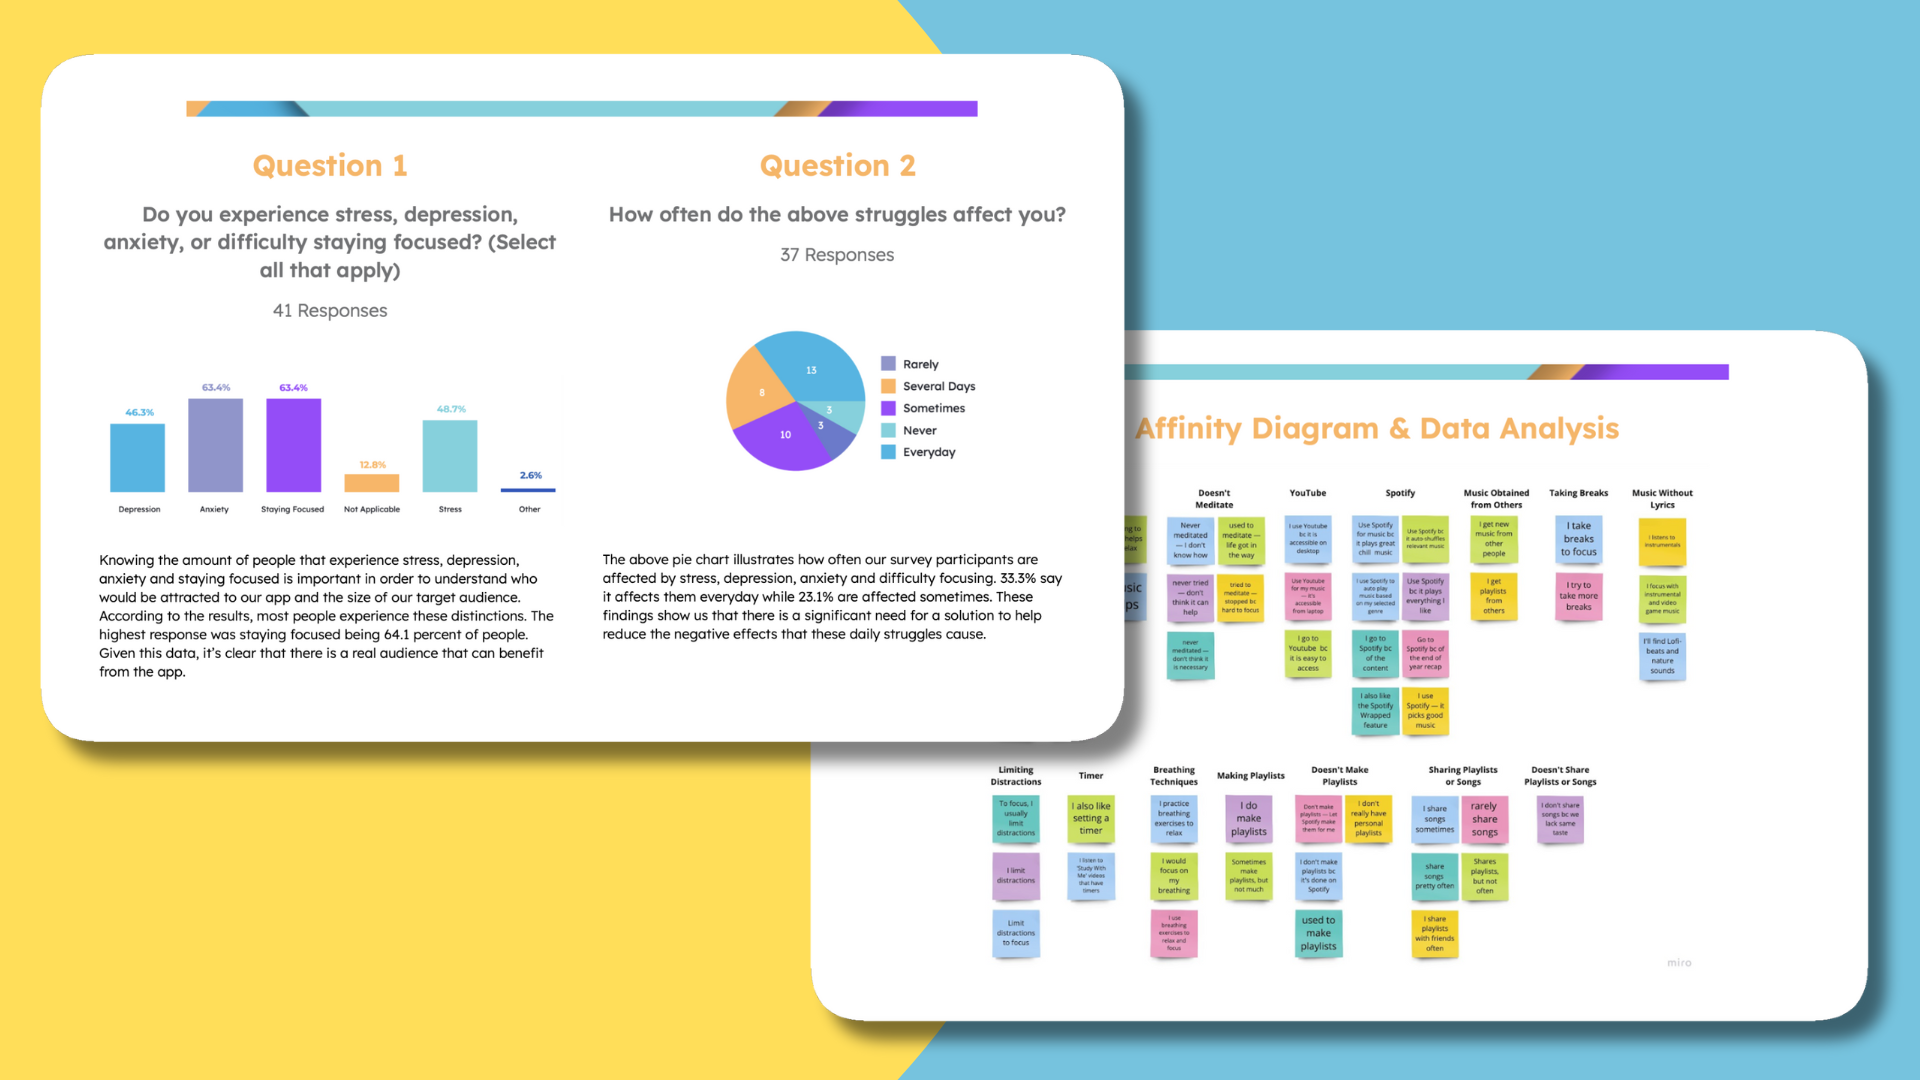 Question 1
Do you experience stress, depression,
anxiety, or difficulty staying focused? (Select
all that apply)
41 Responses
46.3%
63.4%
63.4%
12.8%
48.7%
2.6%
Depression
Anxiety
Staying Focused
Not Applicable
Stress
Other
Knowing the amount of people that experience stress, depression,
anxiety and staying focused is important in order to understand who
would be attracted to our app and the size of our target audience.
According to the results, most people experience these distinctions. The
highest response was staying focused being 64.1 percent of people.
Given this data, it's clear that there is a real audience that can benefit
from the app.
Question 2
How often do the above struggles affect you?
37 Responses
13
8
3
3
10
Rarely
Several Days
Sometimes
Never
Everyday
The above pie chart illustrates how often our survey participants are
affected by stress, depression, anxiety and difficulty focusing. 33.3% say
it affects them everyday while 23.1% are affected sometimes. These
findings show us that there is a significant need for a solution to help
reduce the negative effects that these daily struggles cause.
Affinity Diagram & Data Analysis
Doesn't
Meditate
Never
meditated
— I don't
know how
used to
meditate —
life got in
the way
never tried
— don't
think it can
help
tried to
meditate —
stopped bc
hard to focus
never
meditated —
don't think it
is necessary
YouTube
I use Youtube
bc it is
accessible on
desktop
Use Youtube
for my music
— it's
accessible
from laptop
I go to
Youtube bc
it is easy to
access
Spotify
Use Spotify
for music bc
it plays great
chill music
Use Spotify bc
it auto-shuffles
relevant music
I use Spotify to
auto play
music based
on my selected
genre
Use Spotify
bc it plays
everything I
like
I go to
Spotify bc
of the
content
Go to
Spotify bc of
the end of
year recap
I also like
the Spotify
Wrapped
feature
I use
Spotify — it
picks good
music
Music Obtained
from Others
I get new
music from
other
people
I get
playlists
from
others
Taking Breaks
I take
breaks
to focus
I try to
take more
breaks
Music Without
Lyrics
I listen to
instrumentals
I focus with
instrumental
and video
game music
I'll find Lofi-
beats and
nature
sounds
Limiting
Distractions
To focus, I
usually
limit
distractions
I limit
distractions
Limit
distractions
to focus
Timer
I also like
setting a
timer
I listen to
'Study With
Me' videos
that have
timers
Breathing
Techniques
I practice
breathing
exercises to
relax
I would
focus on
my
breathing
I use
breathing
exercises to
relax and
focus
Making Playlists
I do
make
playlists
Sometimes
make
playlists, but
not much
Doesn't Make
Playlists
Don't make
playlists — Let
Spotify make
them for me
I don't
really have
personal
playlists
I don't make
playlists bc
it's done on
Spotify
used to
make
playlists
Sharing Playlists
or Songs
I share
songs
sometimes
rarely
share
songs
share
songs
pretty often
Shares
playlists,
but not
often
I share
playlists
with friends
often
Doesn't Share
Playlists or Songs
I don't share
songs bc we
lack same
taste
miro